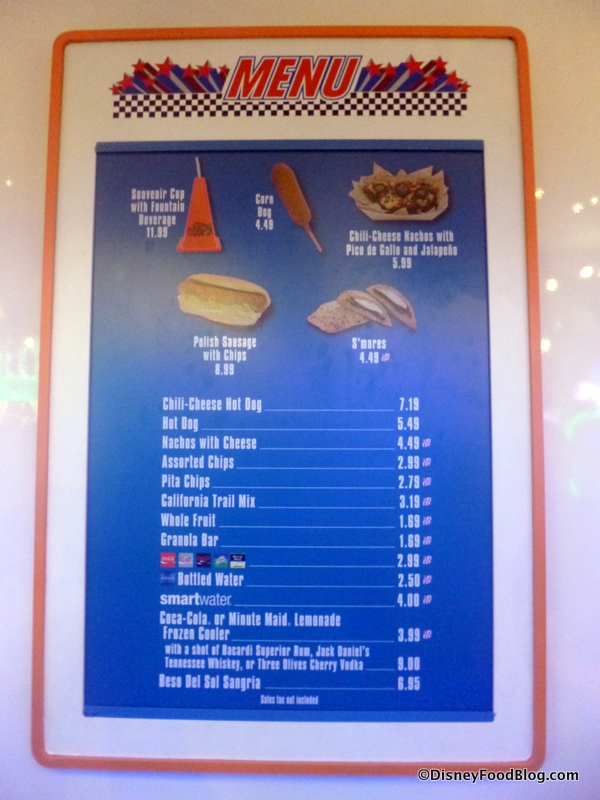 MENU
Souvenir Cup
with Fountain
Beverage
11.99
Corn
Dog
4.49
Chili-Cheese Nachos with
Pico de Gallo and Jalapeño
5.99
Polish Sausage
with Chips
8.99
S'mores
4.49
Chili-Cheese Hot Dog 7.19
Hot Dog 5.49
Nachos with Cheese 4.49
Assorted Chips 2.99
Pita Chips 2.79
California Trail Mix 3.19
Whole Fruit 1.69
Granola Bar 1.69
2.99
Bottled Water 2.50
smartwater 4.00
Coca-Cola, or Minute Maid, Lemonade
Frozen Cooler 3.99
with a shot of Bacardi Superior Rum, Jack Daniel's
Tennessee Whiskey, or Three Olives Cherry Vodka 9.00
Beso Del Sol Sangria 6.95
Sales tax not included
©DisneyFoodBlog.com